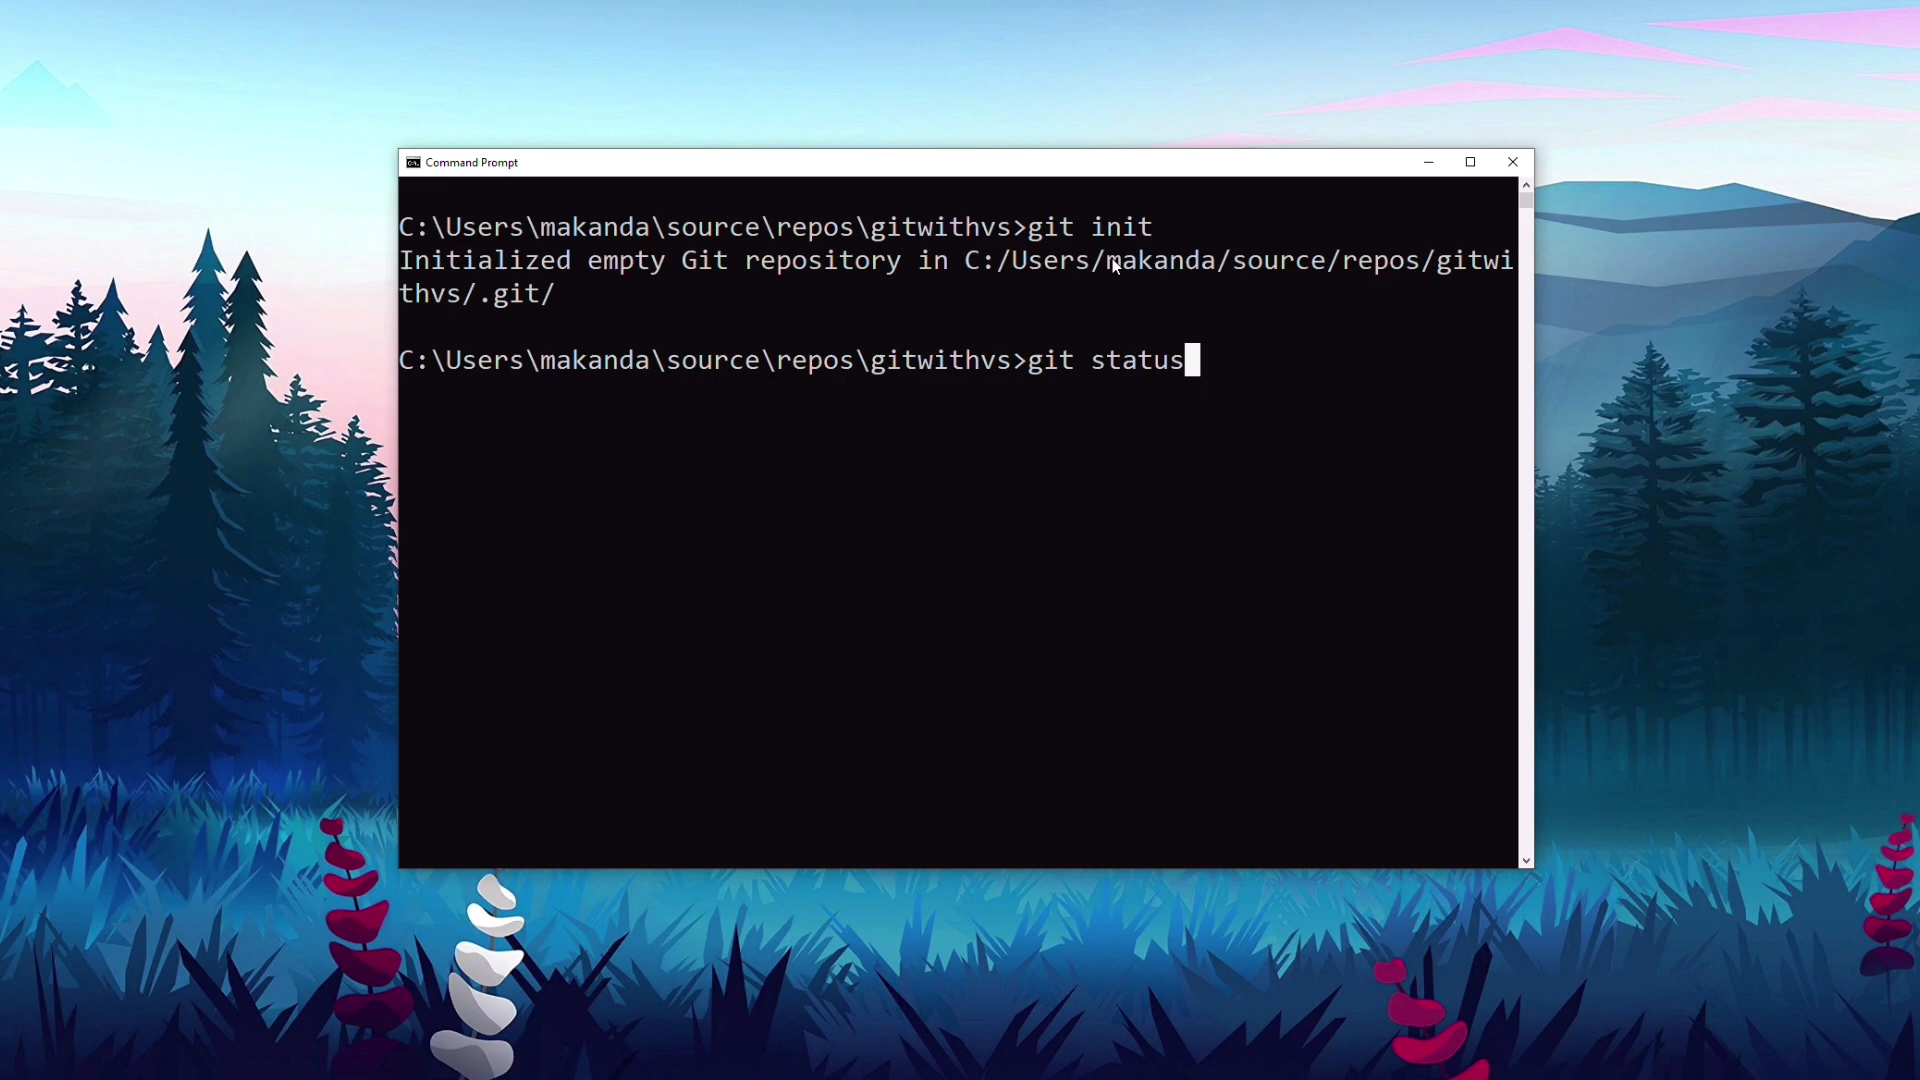 Command Prompt
C:\Users\makanda\source\repos\gitwithvs>git init
Initialized empty Git repository in C:/Users/makanda/source/repos/gitwi
thvs/.git/
C:\Users\makanda\source\repos\gitwithvs>git status